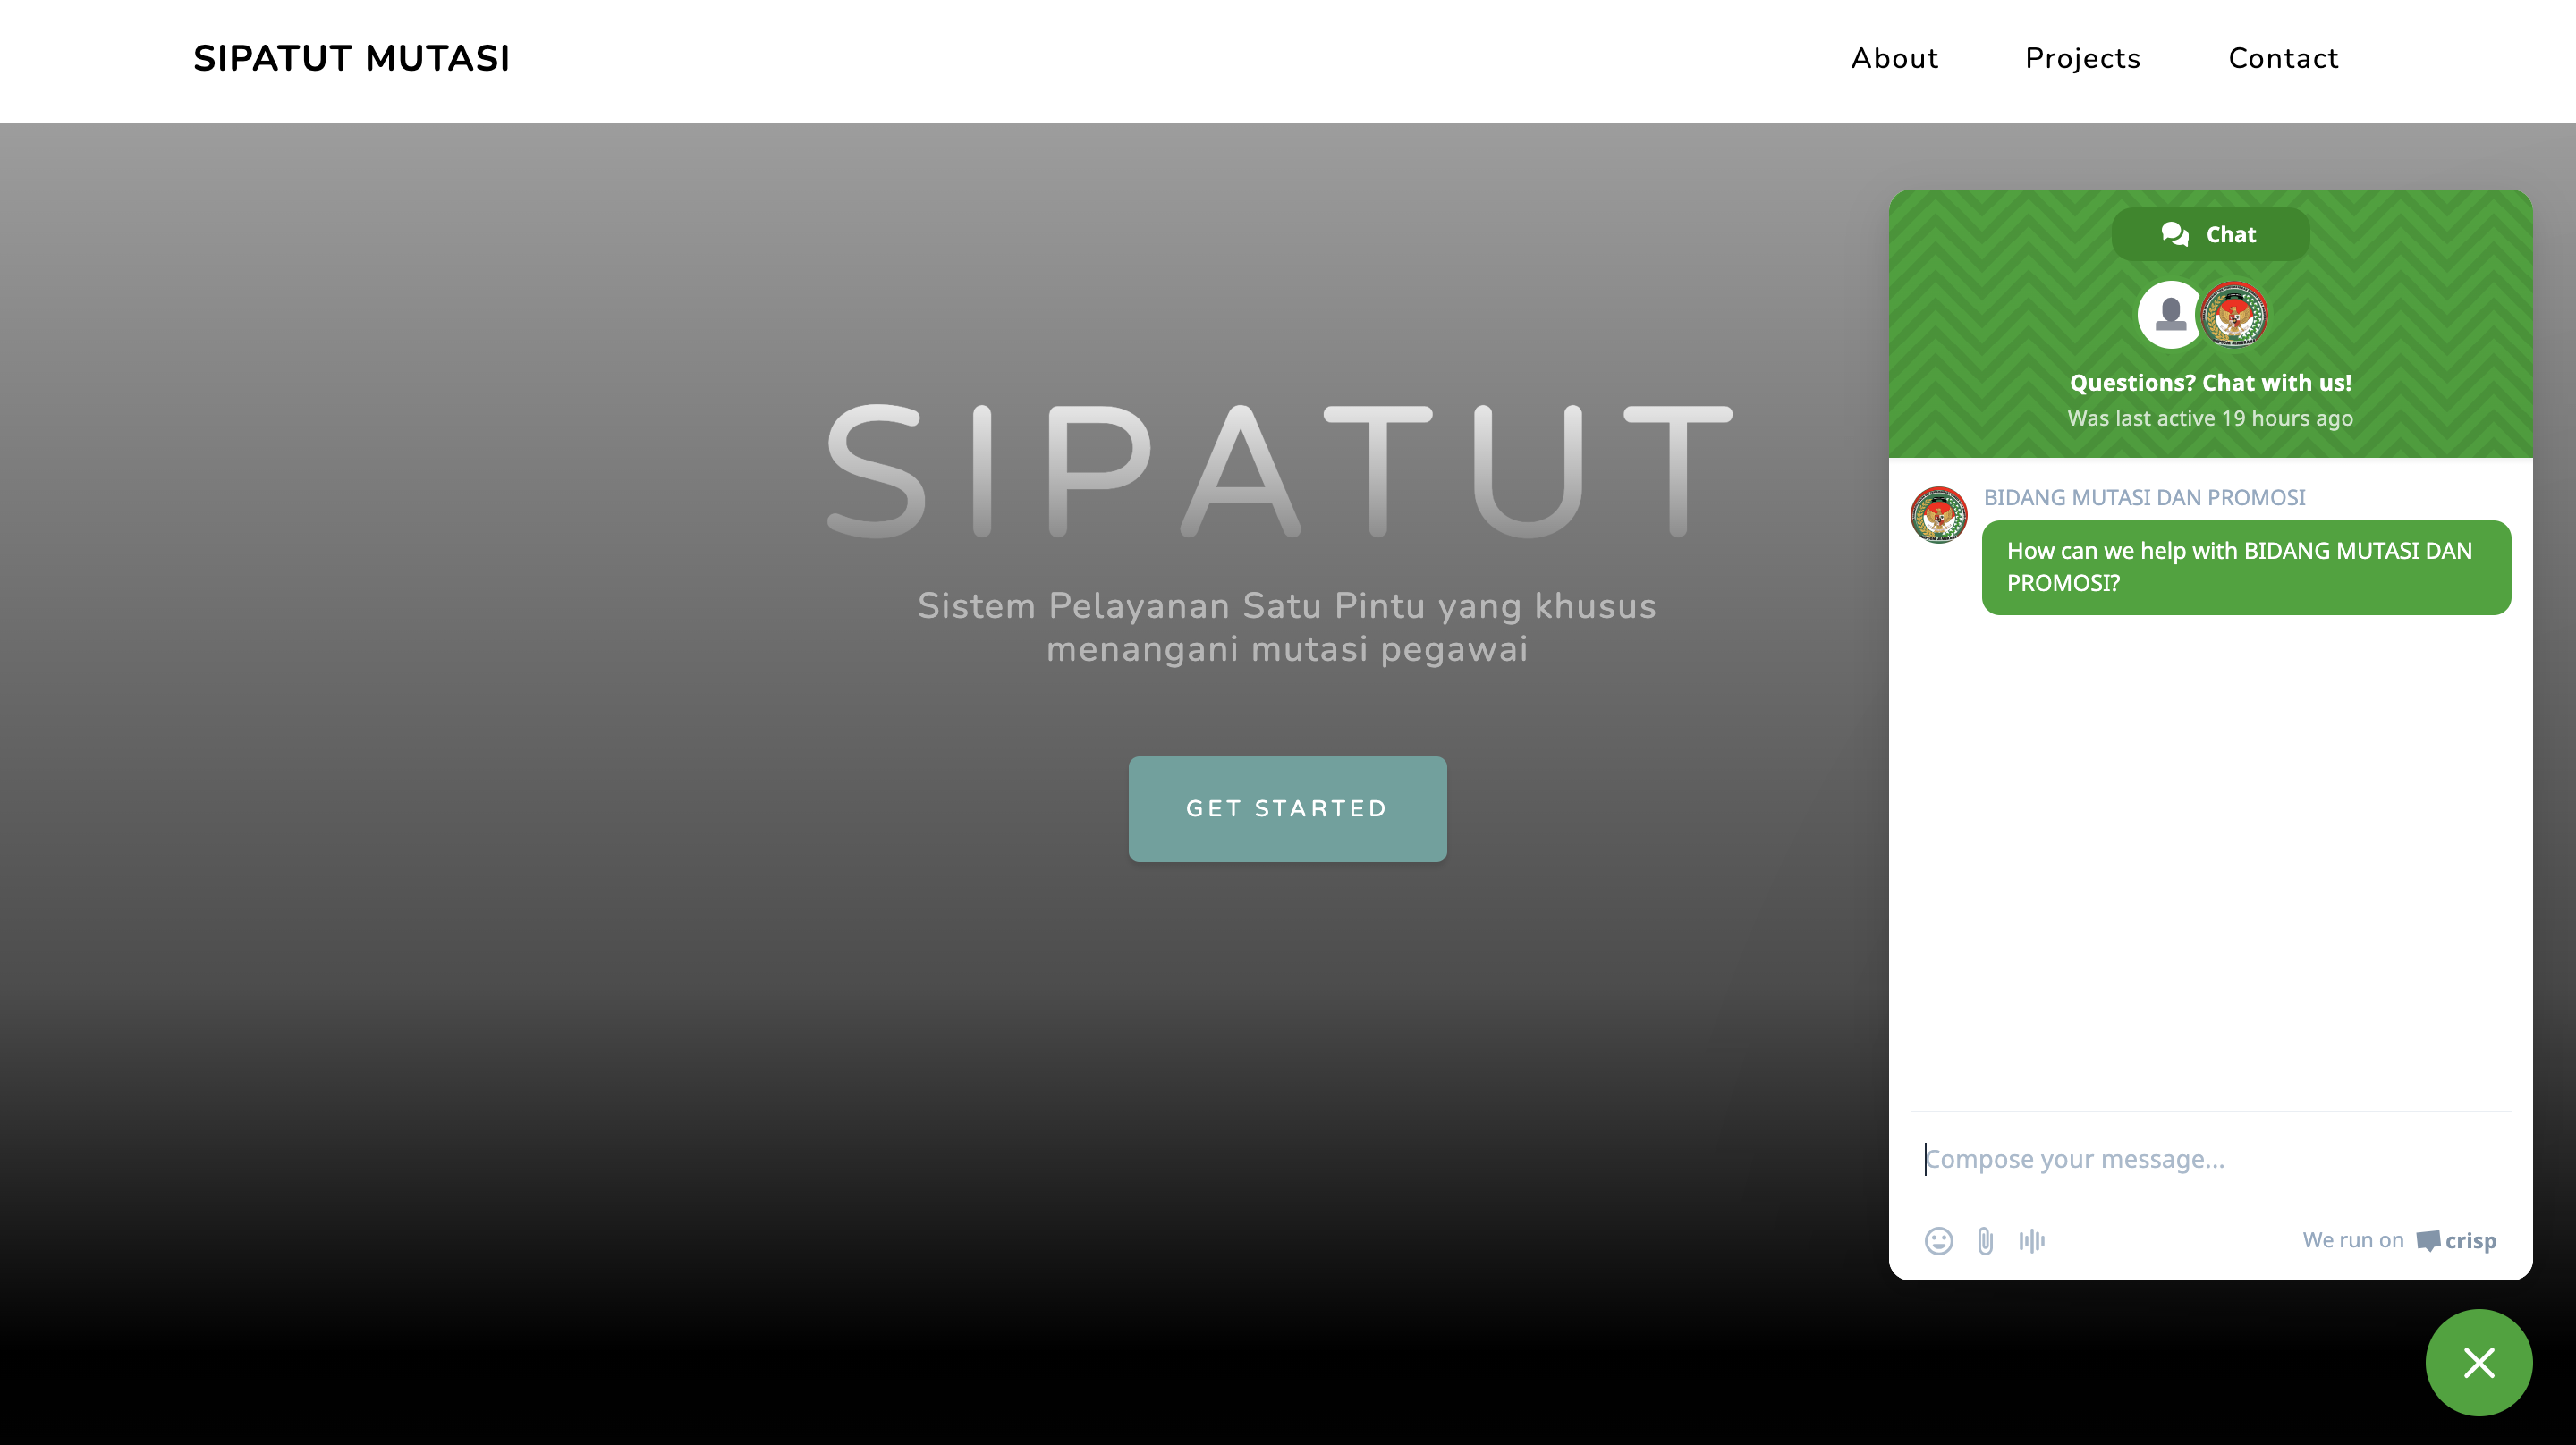 SIPATUT MUTASI
About
Projects
Contact
SIPATUT
Sistem Pelayanan Satu Pintu yang khusus
menangani mutasi pegawai
GET STARTED
Chat
Questions? Chat with us!
Was last active 19 hours ago
BIDANG MUTASI DAN PROMOSI
How can we help with BIDANG MUTASI DAN
PROMOSI?
Compose your message...
We run on crisp